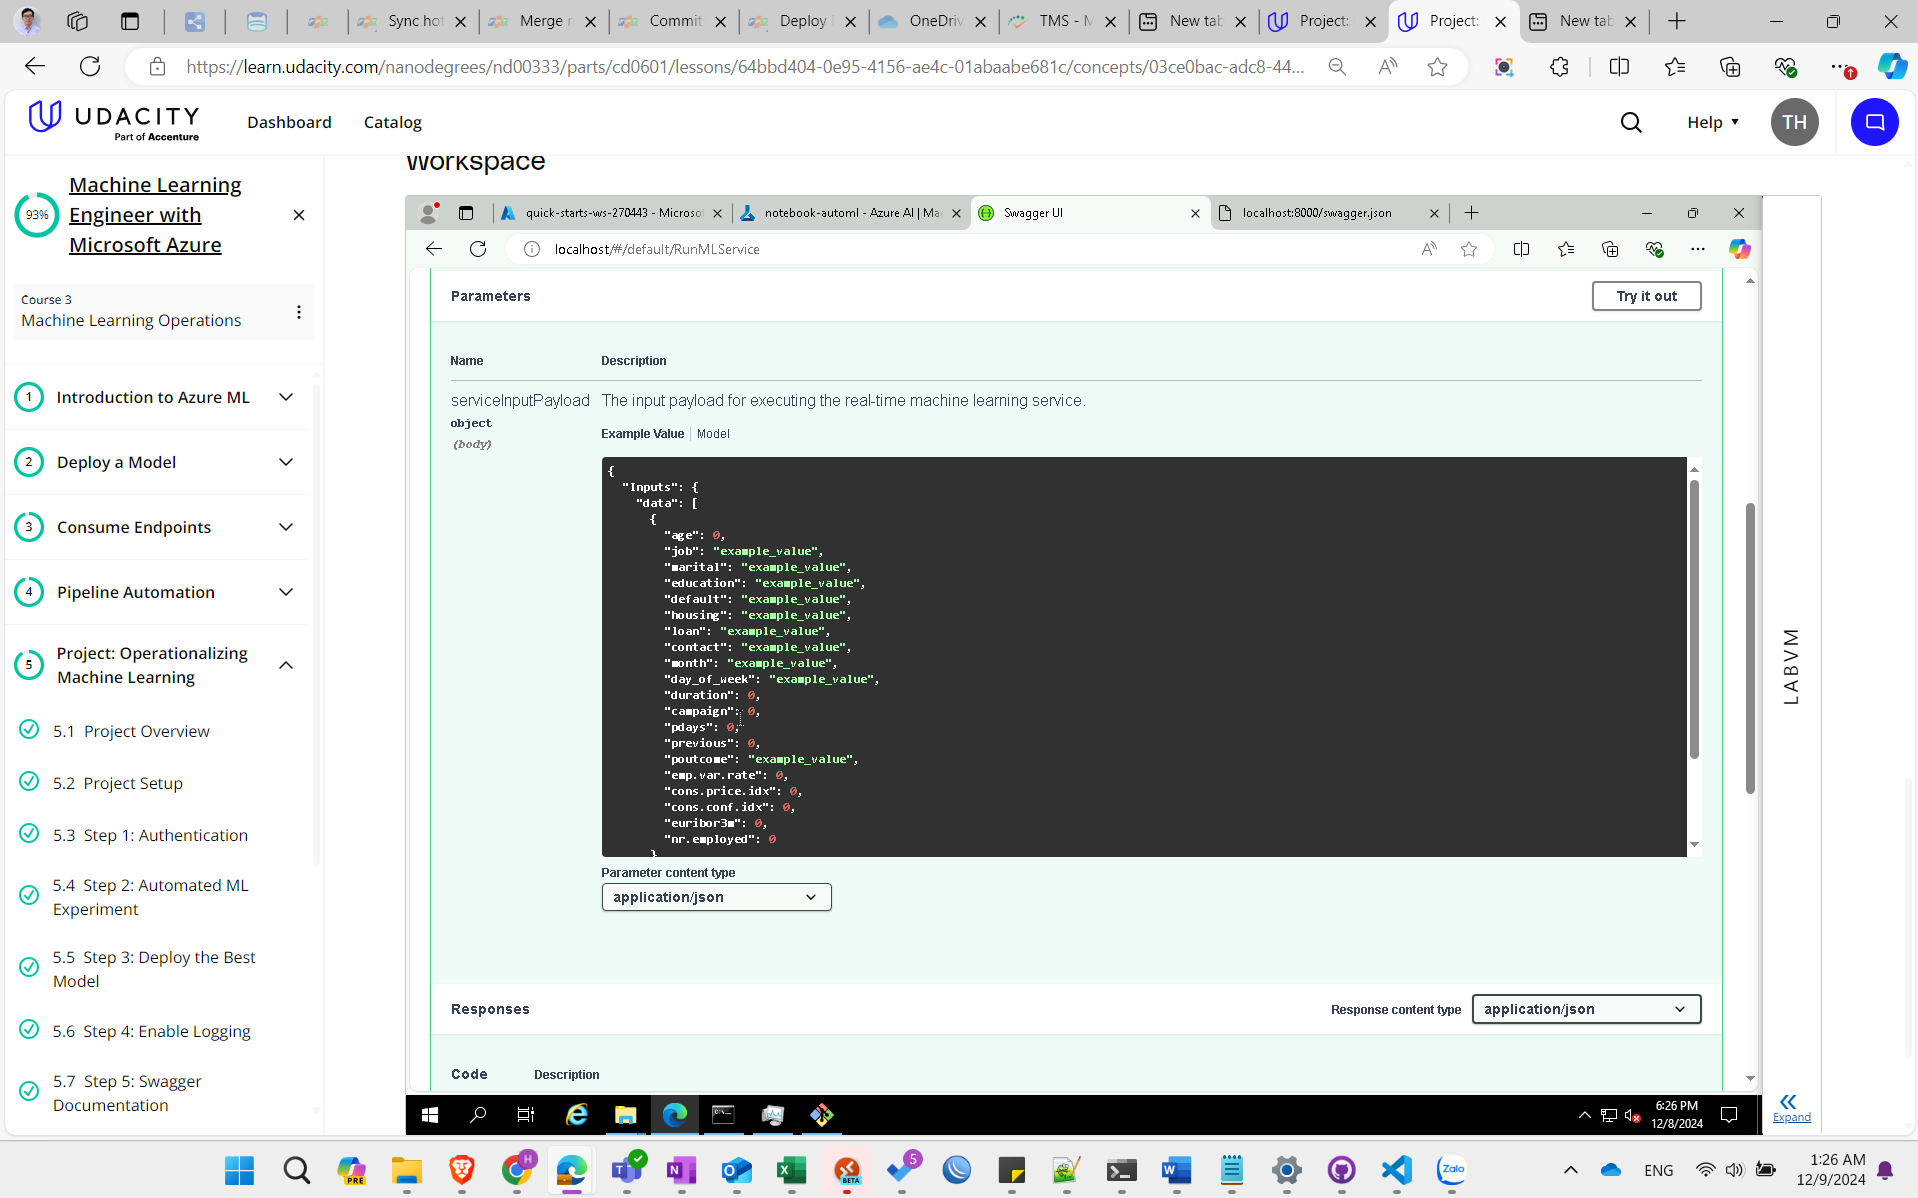 Sync hot
Merge r
Commit
Deploy
OneDriv
TMS - M
New tab
Project:
Project:
New tab
https://learn.udacity.com/nanodegrees/nd00333/parts/cd0601/lessons/64bbd404-0e95-4156-ae4c-01abaabe681c/concepts/03ce0bac-adc8-44...
UDACITY
Part of Accenture
Dashboard
Catalog
Help
TH
93%
Machine Learning
Engineer with
Microsoft Azure
Course 3
Machine Learning Operations
1 Introduction to Azure ML
2 Deploy a Model
3 Consume Endpoints
4 Pipeline Automation
5 Project: Operationalizing
Machine Learning
5.1 Project Overview
5.2 Project Setup
5.3 Step 1: Authentication
5.4 Step 2: Automated ML
Experiment
5.5 Step 3: Deploy the Best
Model
5.6 Step 4: Enable Logging
5.7 Step 5: Swagger
Documentation
Workspace
quick-starts-ws-270443 - Microsof
notebook-automl - Azure AI | Ma
Swagger UI
localhost:8000/swagger.json
localhost/#/default/RunMLService
Parameters
Try it out
Name
Description
serviceInputPayload
object
(body)
The input payload for executing the real-time machine learning service.
Example Value
Model
{
"Inputs": {
"data": [
{
"age": 0,
"job": "example_value",
"marital": "example_value",
"education": "example_value",
"default": "example_value",
"housing": "example_value",
"loan": "example_value",
"contact": "example_value",
"month": "example_value",
"day_of_week": "example_value",
"duration": 0,
"campaign": 0,
"pdays": 0,
"previous": 0,
"poutcome": "example_value",
"emp.var.rate": 0,
"cons.price.idx": 0,
"cons.conf.idx": 0,
"euribor3m": 0,
"nr.employed": 0
}
Parameter content type
application/json
Responses
Response content type
application/json
Code
Description
LABVM
Expand
6:26 PM
12/8/2024
PRE
H
T
N
X
BETA
5
W
Zalo
ENG
1:26 AM
12/9/2024